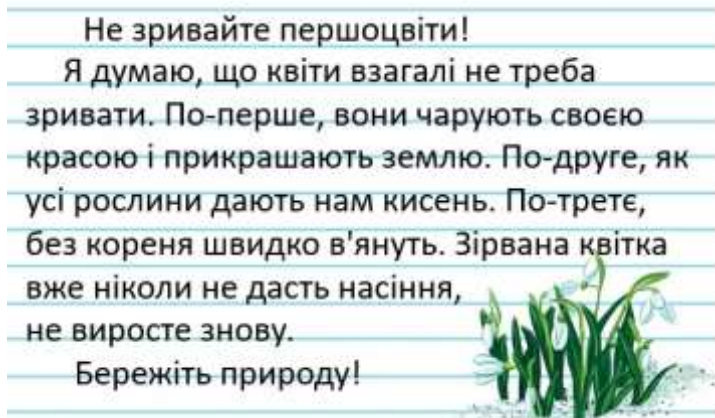 Не зривайте першоцвіти!
Я думаю, що квіти взагалі не треба
зривати. По-перше, вони чарують своєю
красою і прикрашають землю. По-друге, як
усі рослини дають нам кисень. По-третє,
без кореня швидко в'януть. Зірвана квітка
вже ніколи не дасть насіння,
не виросте знову.
Бережіть природу!